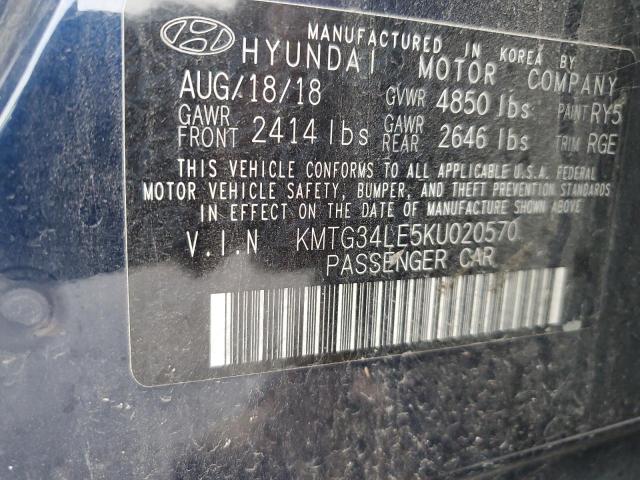 MANUFACTURED IN KOREA BY
HYUNDAI MOTOR COMPANY
AUG/18/18 GVWR 4850 lbs PAINT RY5
GAWR FRONT 2414 lbs GAWR REAR 2646 lbs TRIM RGE
THIS VEHICLE CONFORMS TO ALL APPLICABLE U.S.A. FEDERAL
MOTOR VEHICLE SAFETY, BUMPER, AND THEFT PREVENTION STANDARDS
IN EFFECT ON THE DATE OF MANUFACTURE SHOWN ABOVE
V.I.N KMTG34LE5KU020570
PASSENGER CAR